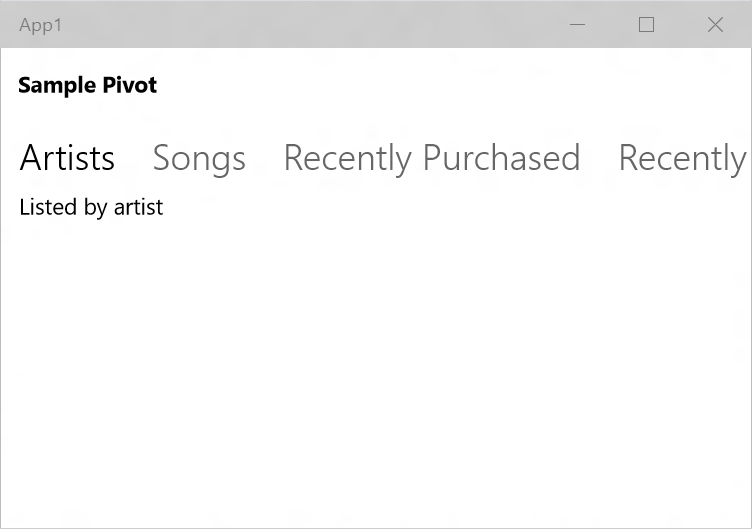 App1
Sample Pivot
Artists Songs Recently Purchased Recently
Listed by artist